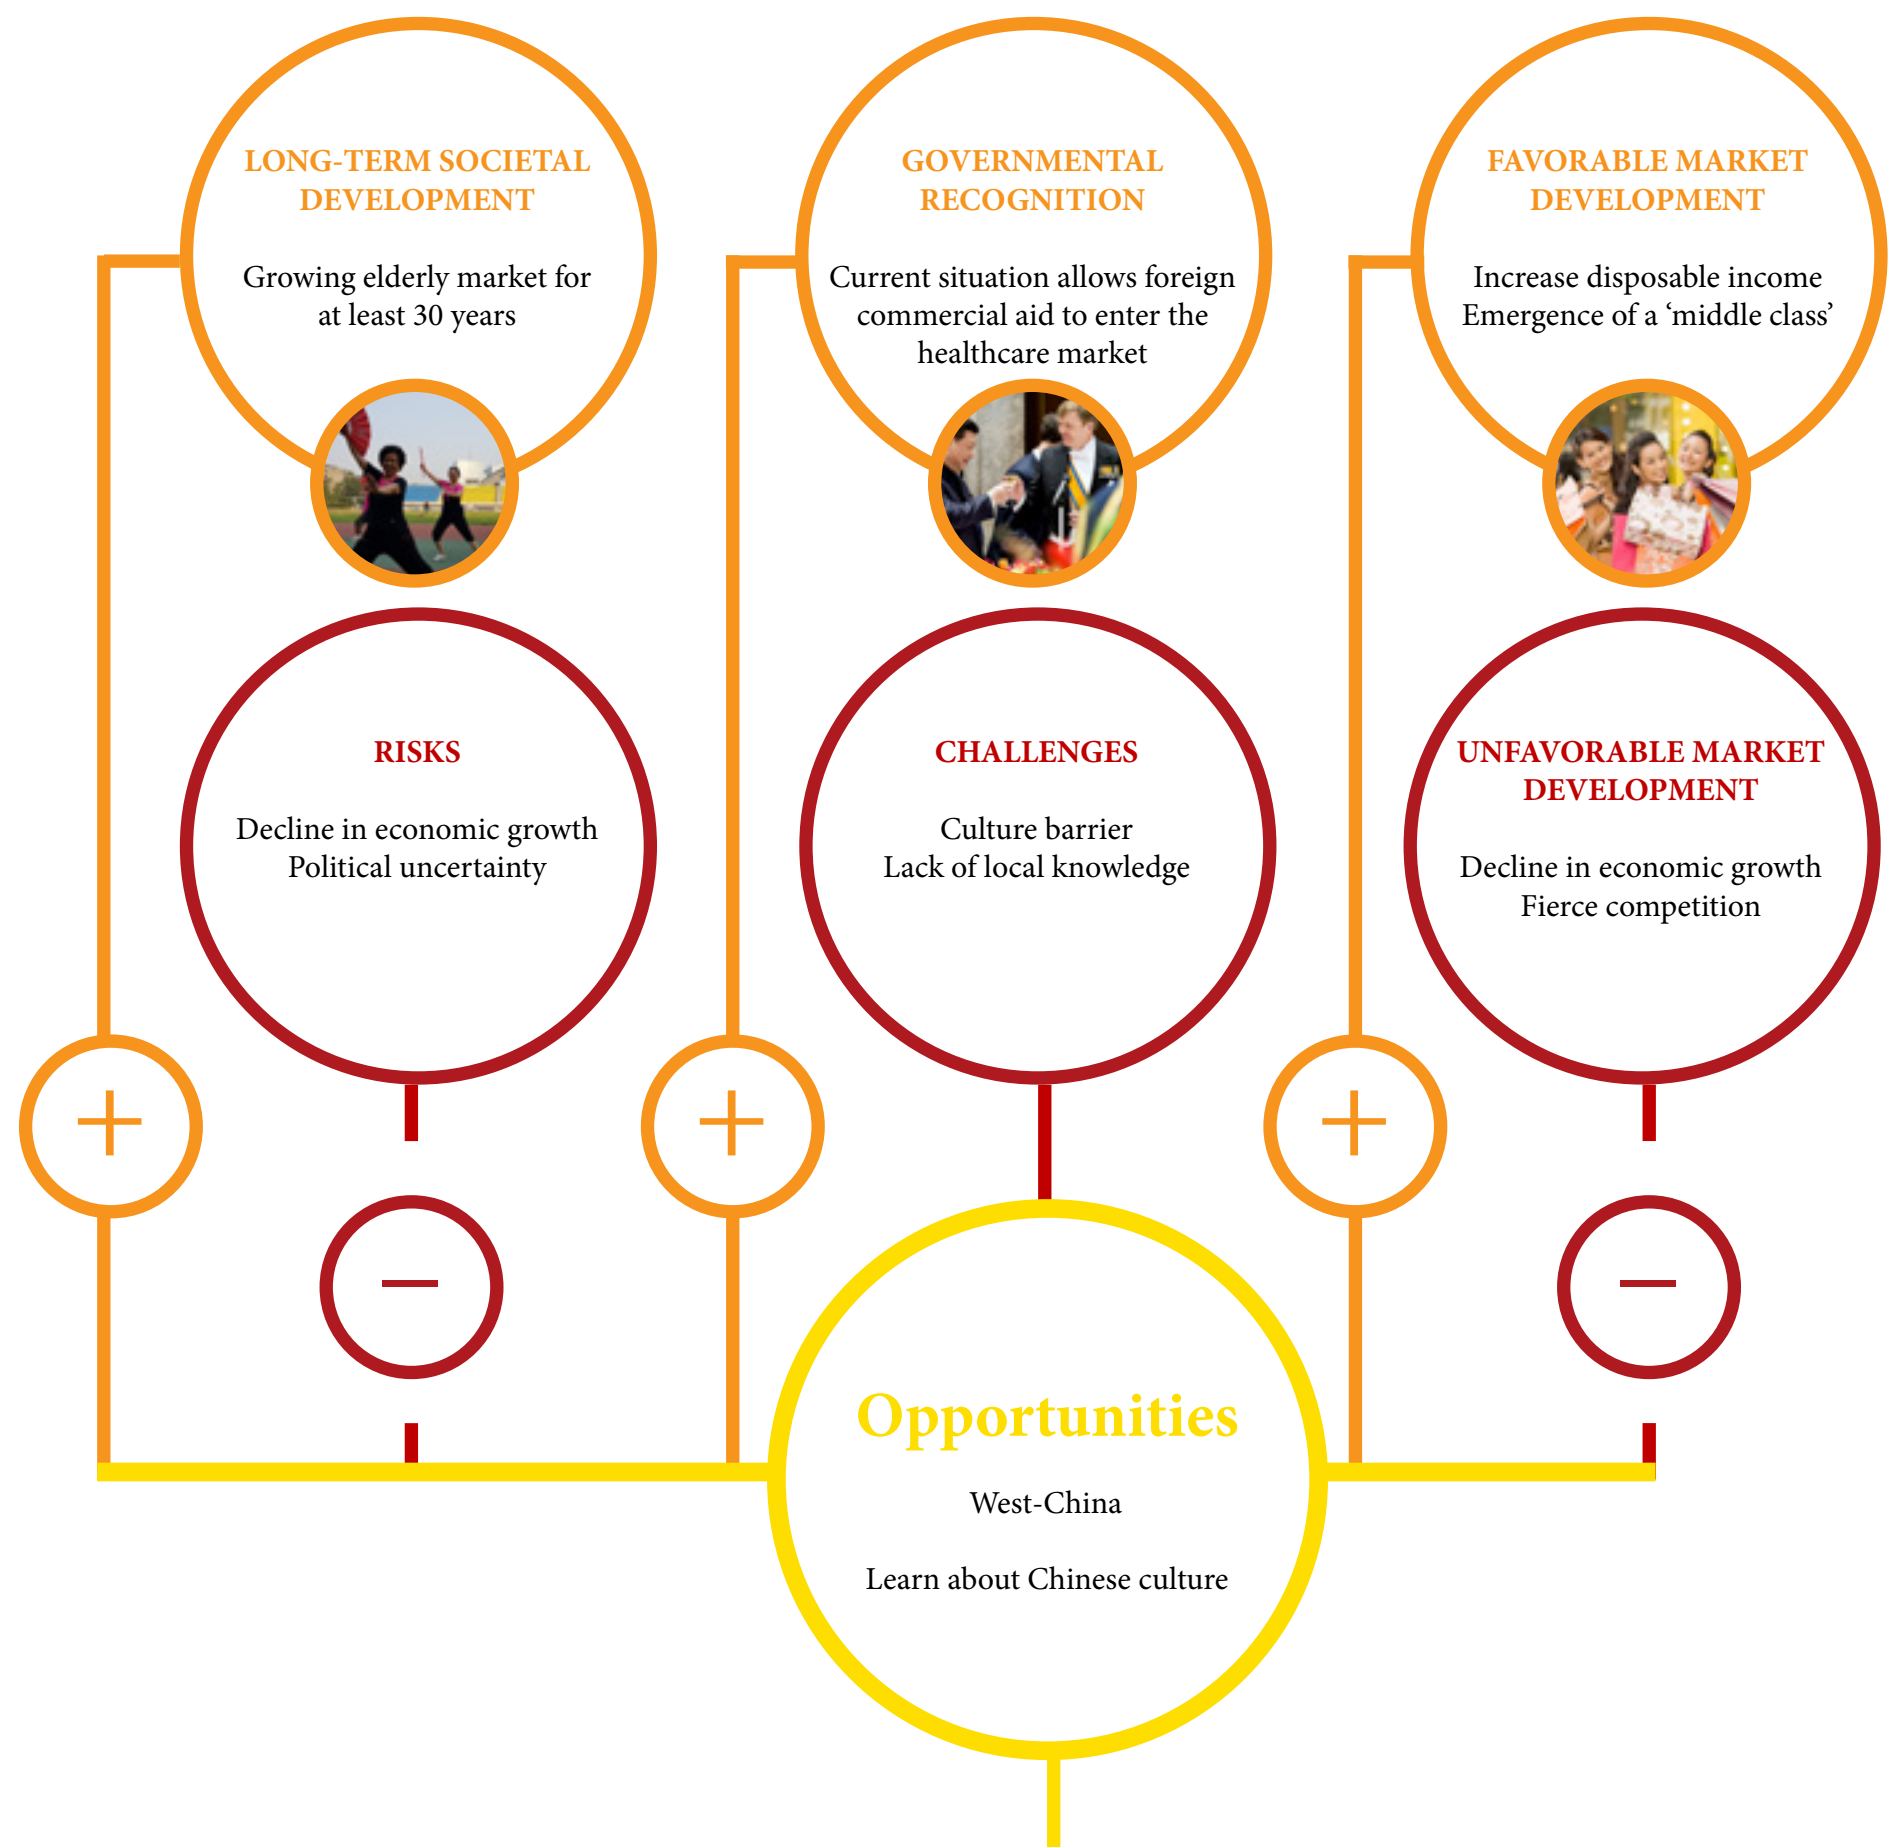 LONG-TERM SOCIETAL
DEVELOPMENT
Growing elderly market for
at least 30 years
GOVERNMENTAL
RECOGNITION
Current situation allows foreign
commercial aid to enter the
healthcare market
FAVORABLE MARKET
DEVELOPMENT
Increase disposable income
Emergence of a ‘middle class’
RISKS
Decline in economic growth
Political uncertainty
CHALLENGES
Culture barrier
Lack of local knowledge
UNFAVORABLE MARKET
DEVELOPMENT
Decline in economic growth
Fierce competition
+
+
+
–
–
Opportunities
West-China
Learn about Chinese culture